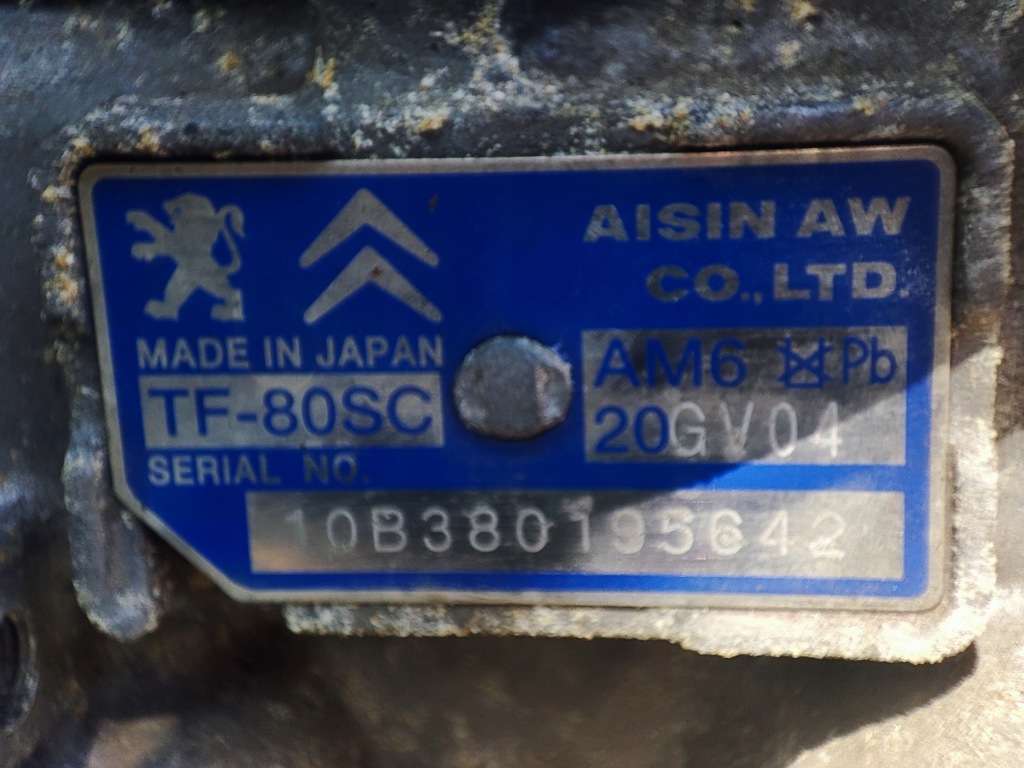 AISIN AW
CO., LTD.
MADE IN JAPAN
TF-80SC
AM6 Pb
20GV04
SERIAL NO.
10B380195642